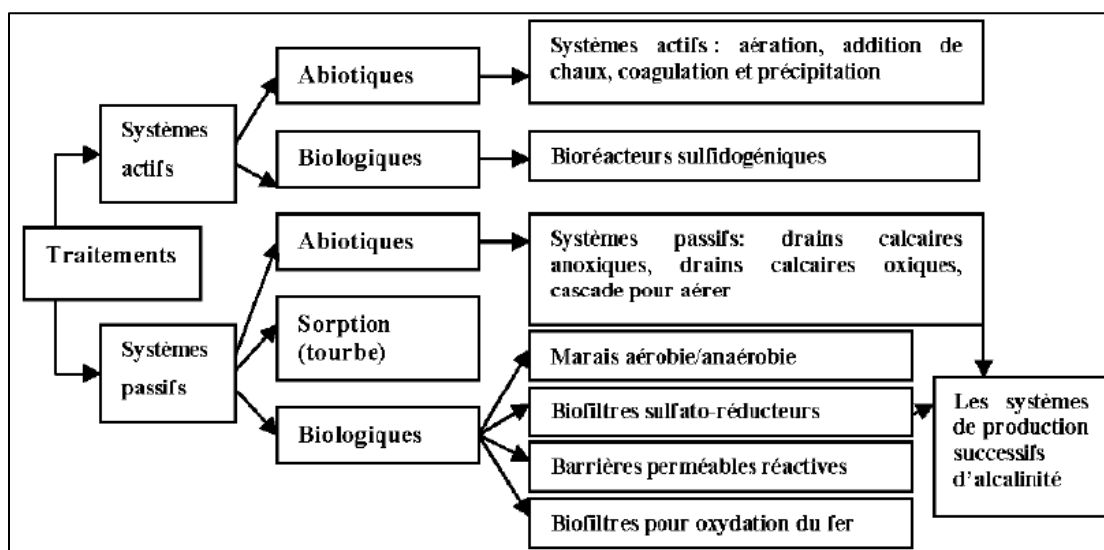 Traitements
Systèmes
actifs
Abiotiques
Systèmes actifs : aération, addition de
chaux, coagulation et précipitation
Biologiques
Bioréacteurs sulfidogéniques
Systèmes
passifs
Abiotiques
Systèmes passifs: drains calcaires
anoxiques, drains calcaires oxiques,
cascade pour aérer
Sorption
(tourbe)
Biologiques
Marais aérobie/anaérobie
Biofiltres sulfato-réducteurs
Barrières perméables réactives
Biofiltres pour oxydation du fer
Les systèmes
de production
successifs
d'alcalinité